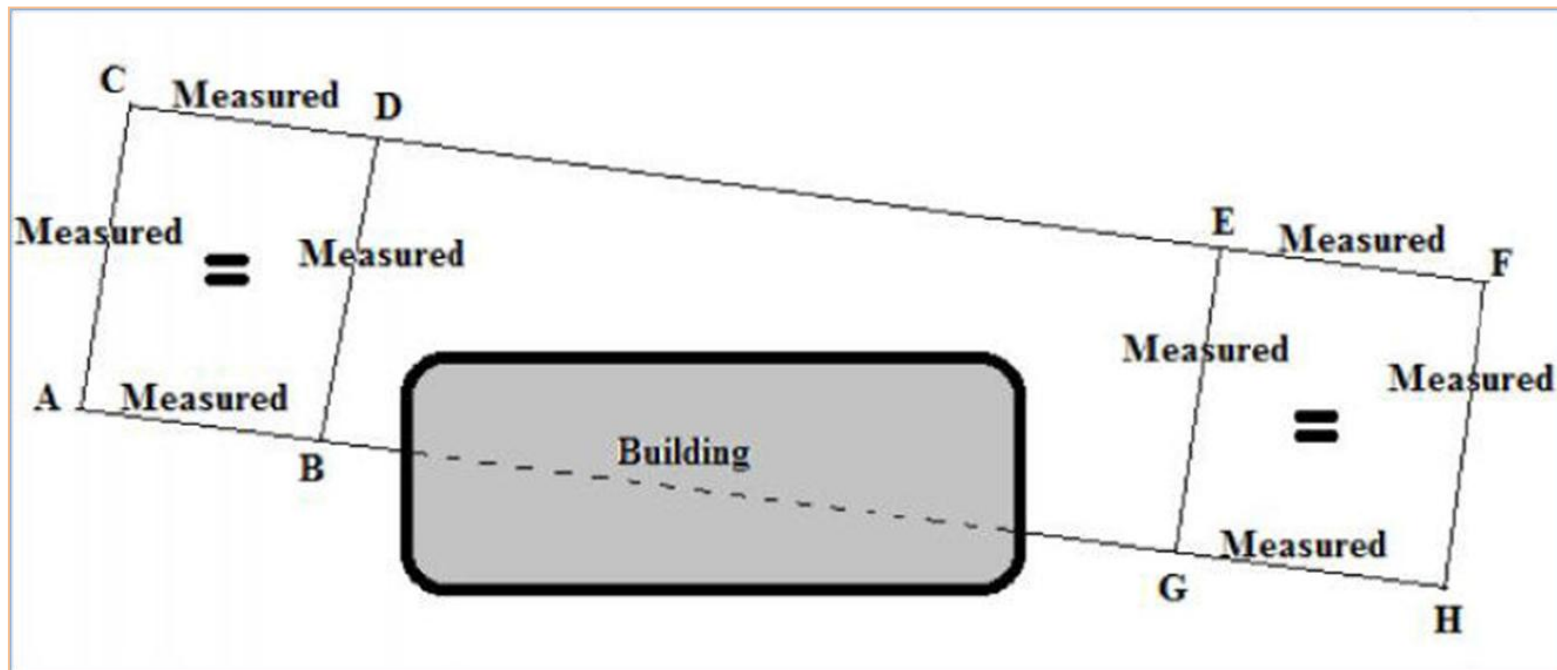 C Measured D
E Measured F
Measured = Measured
Measured = Measured
A Measured
B
Building
Measured
G
H